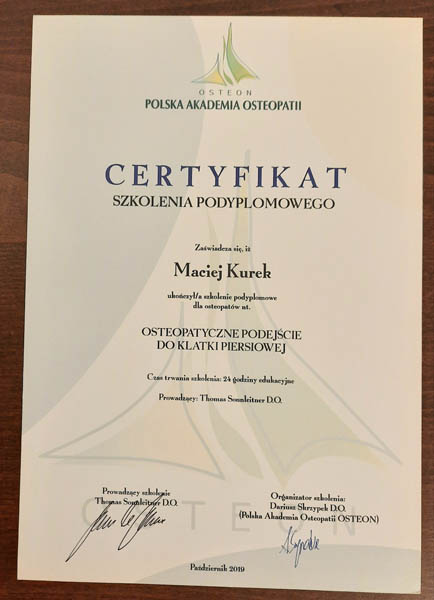 OSTEON
POLSKA AKADEMIA OSTEOPATII
CERTYFIKAT
SZKOLENIA PODYPLOMOWEGO
Zaświadcza się, iż
Maciej Kurek
ukończył/a szkolenie podyplomowe
dla osteopatów nt.
OSTEOPATYCZNE PODEJŚCIE
DO KLATKI PIERSIOWEJ
Czas trwania szkolenia: 24 godziny edukacyjne
Prowadzący: Thomas Sonnleitner D.O.
Prowadzący szkolenie
Thomas Sonnleitner D.O.
Organizator szkolenia:
Dariusz Skrzypek D.O.
(Polska Akademia Osteopatii OSTEON)
OSTEON
Październik 2019